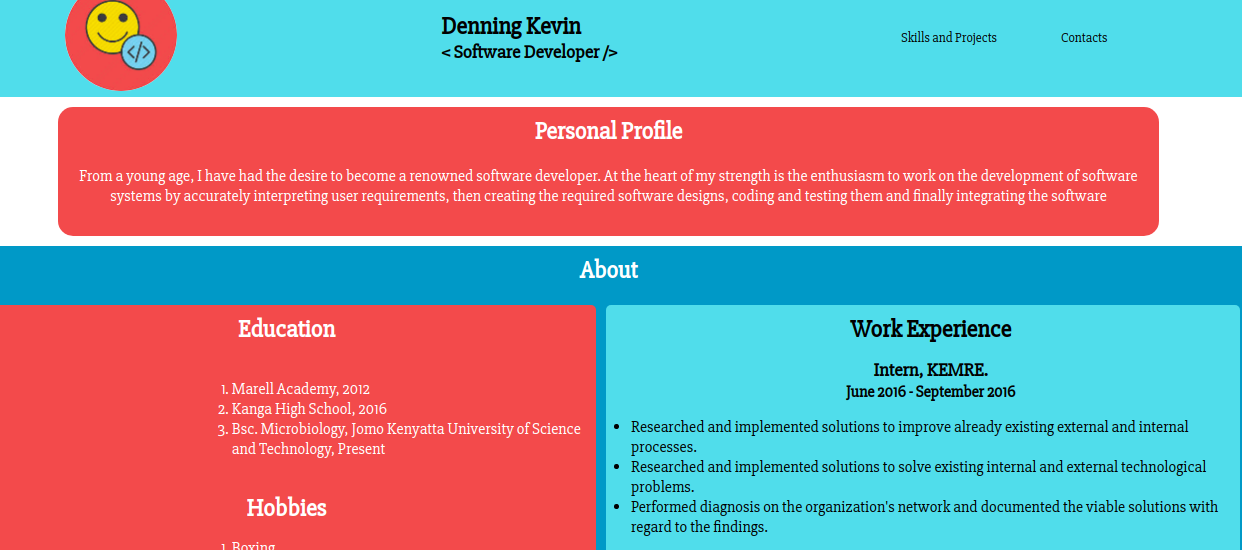 Denning Kevin
< Software Developer />
Skills and Projects
Contacts
</>
Personal Profile
From a young age, I have had the desire to become a renowned software developer. At the heart of my strength is the enthusiasm to work on the development of software
systems by accurately interpreting user requirements, then creating the required software designs, coding and testing them and finally integrating the software
About
Education
1. Marell Academy, 2012
2. Kanga High School, 2016
3. Bsc. Microbiology, Jomo Kenyatta University of Science
and Technology, Present
Hobbies
1. Boxing
Work Experience
Intern, KEMRE.
June 2016 - September 2016
• Researched and implemented solutions to improve already existing external and internal
processes.
• Researched and implemented solutions to solve existing internal and external technological
problems.
• Performed diagnosis on the organization's network and documented the viable solutions with
regard to the findings.